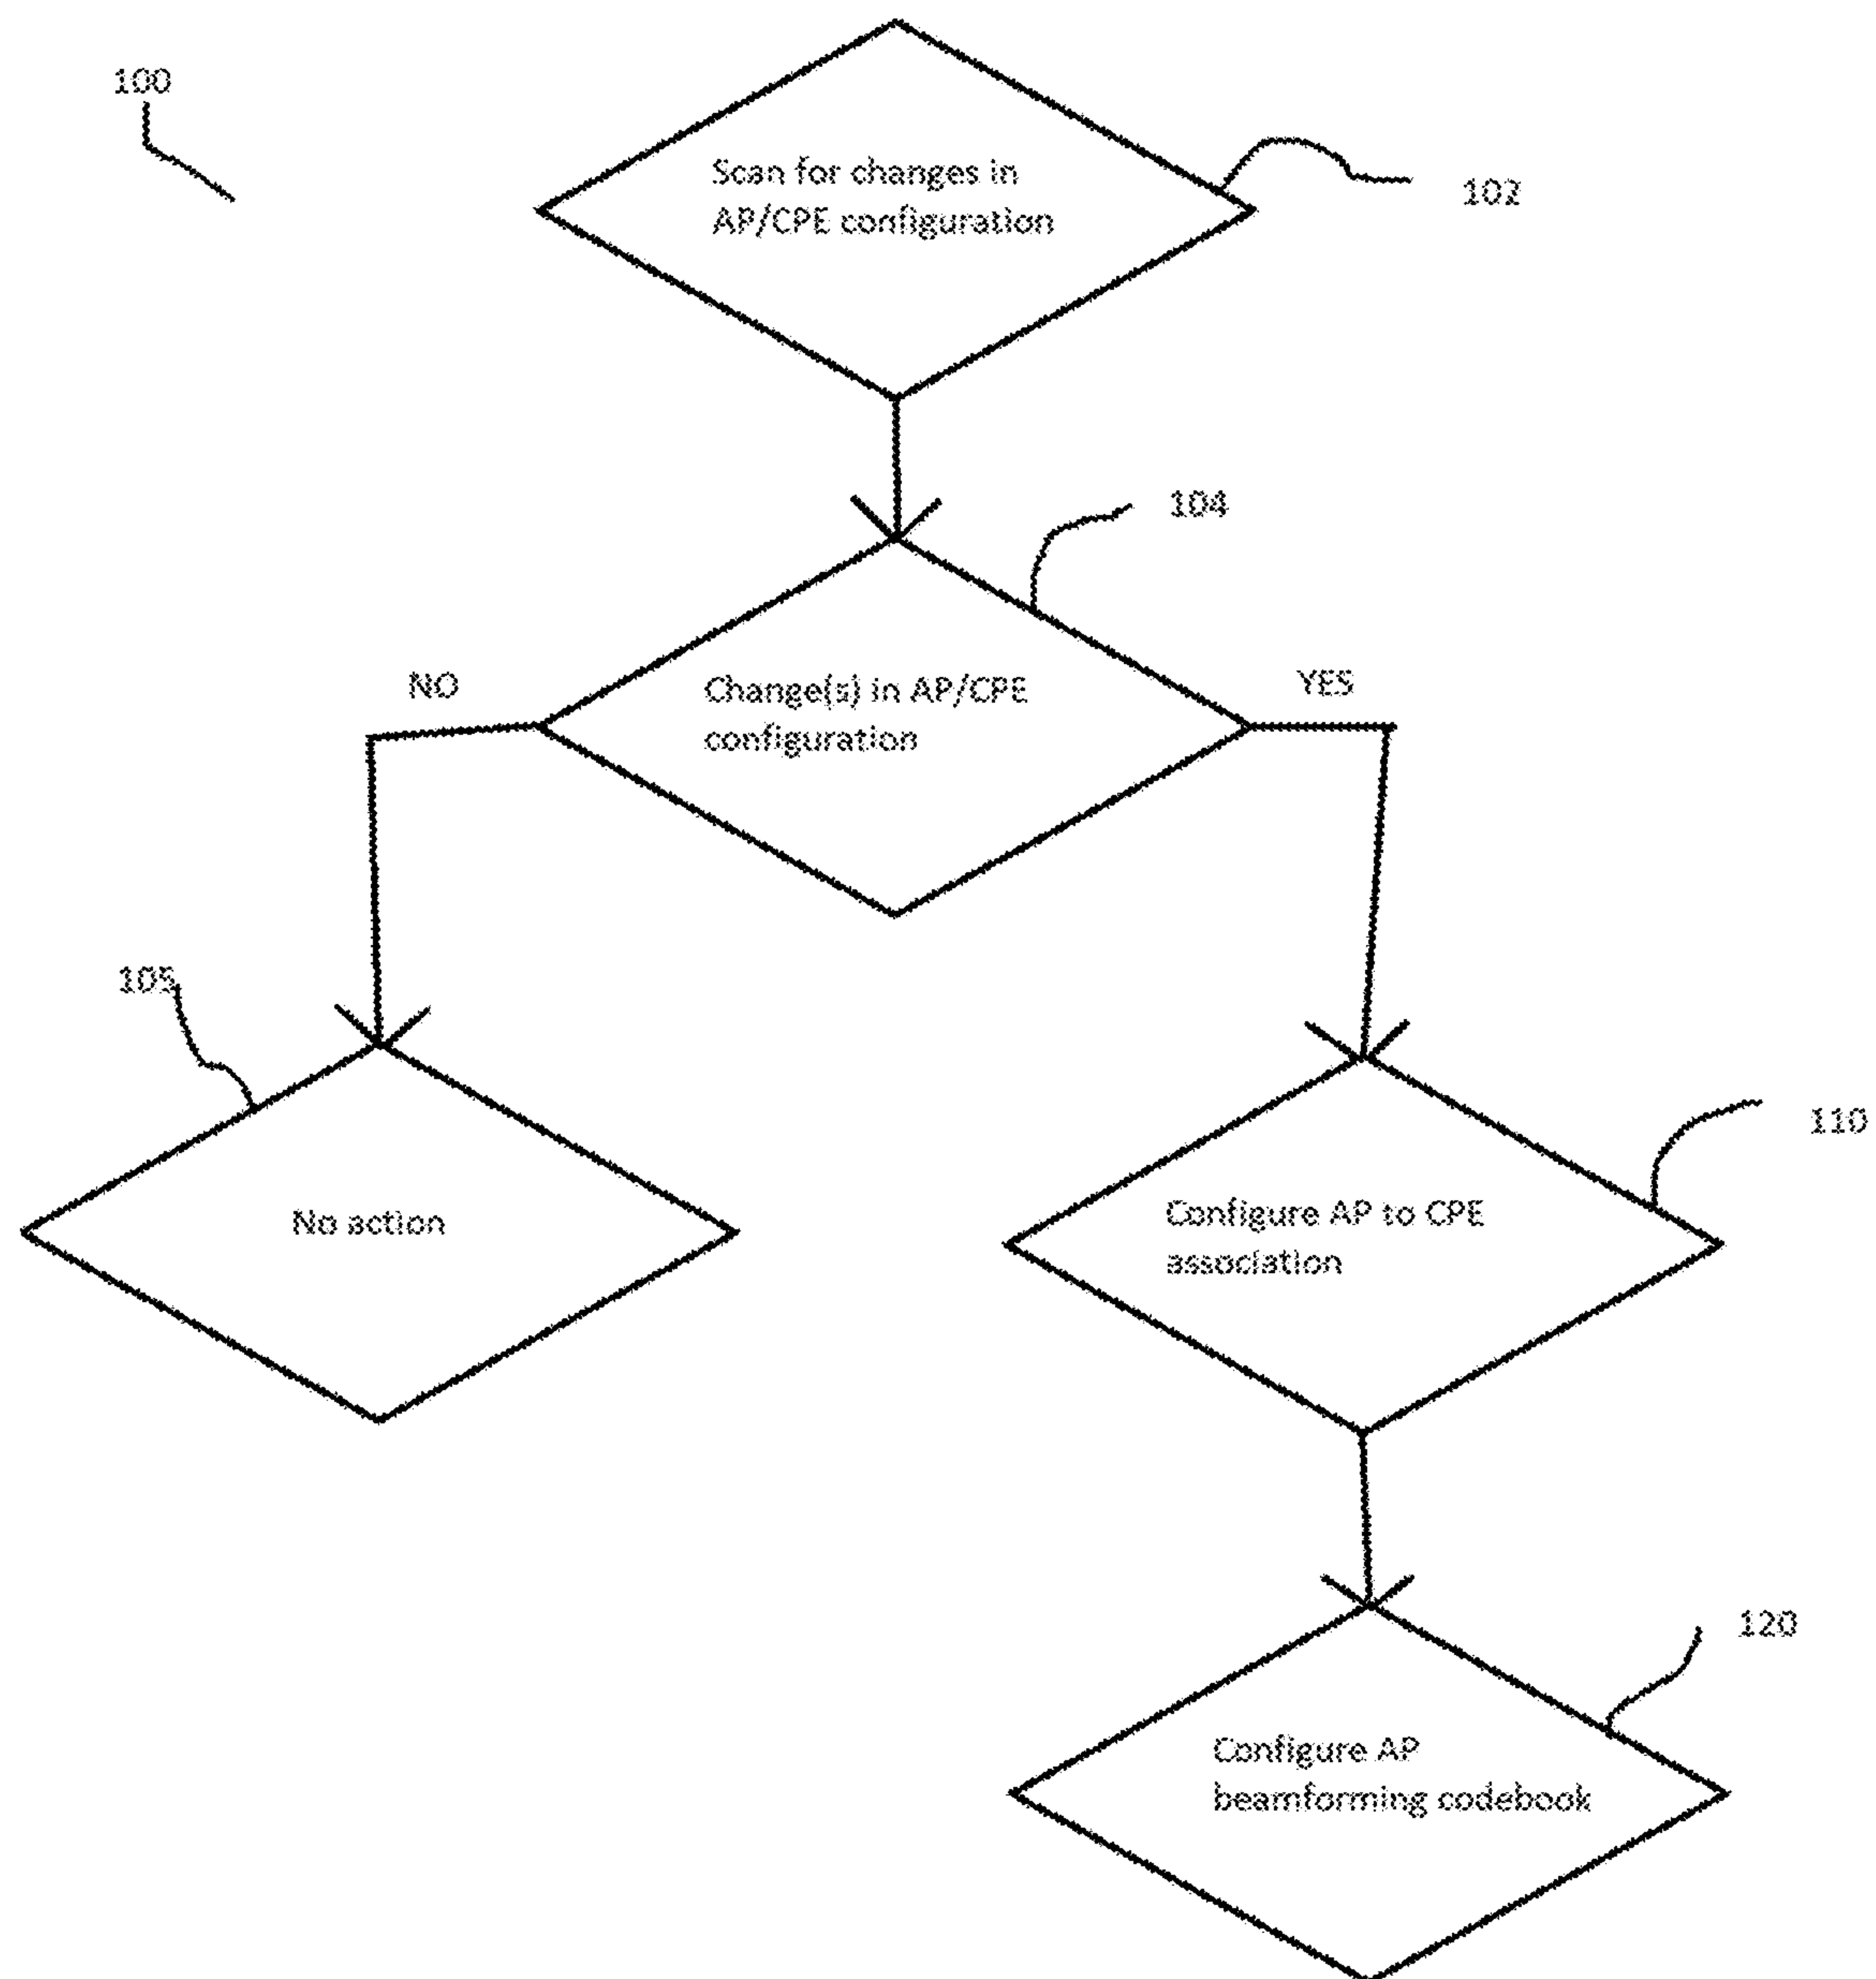 100
Scan for changes in
AP/CPE configuration
102
104
NO
Change(s) in AP/CPE
configuration
YES
105
No action
110
Configure AP to CPE
association
120
Configure AP
beamforming codebook